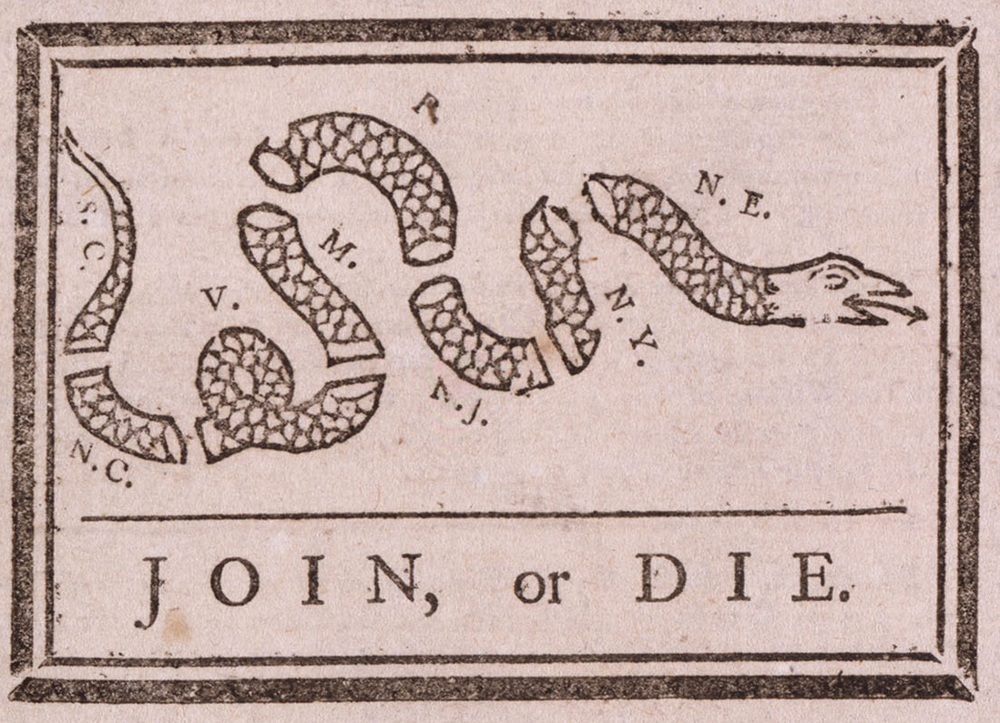 R
N. E.
S. C.
M.
V.
N. Y.
N. J.
N. C.
JOIN, or DIE.